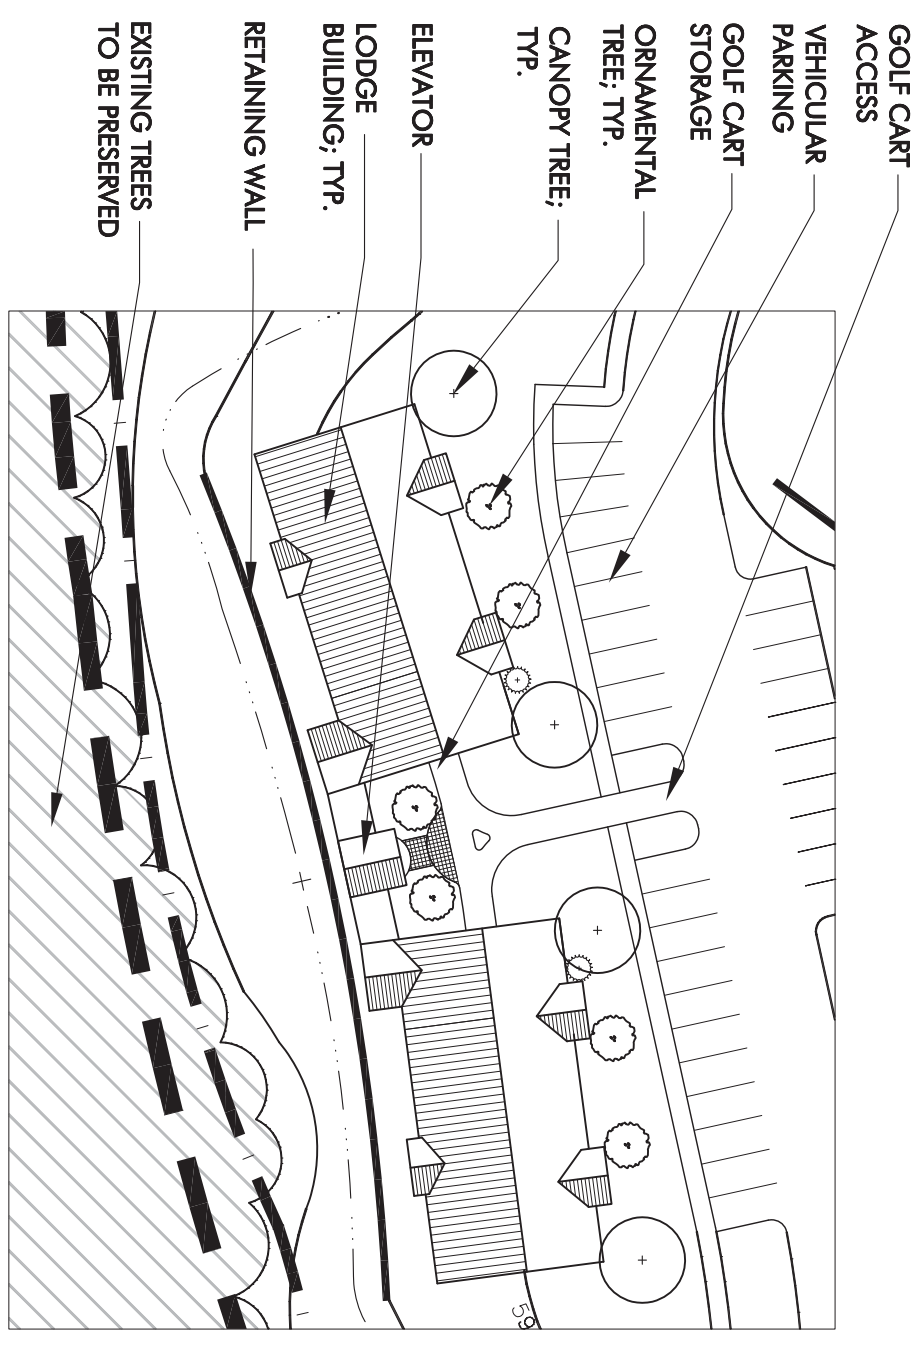 GOLF CART
ACCESS
VEHICULAR
PARKING
GOLF CART
STORAGE
ORNAMENTAL
TREE; TYP.
CANOPY TREE;
TYP.
ELEVATOR
LODGE
BUILDING; TYP.
RETAINING WALL
EXISTING TREES
TO BE PRESERVED
59